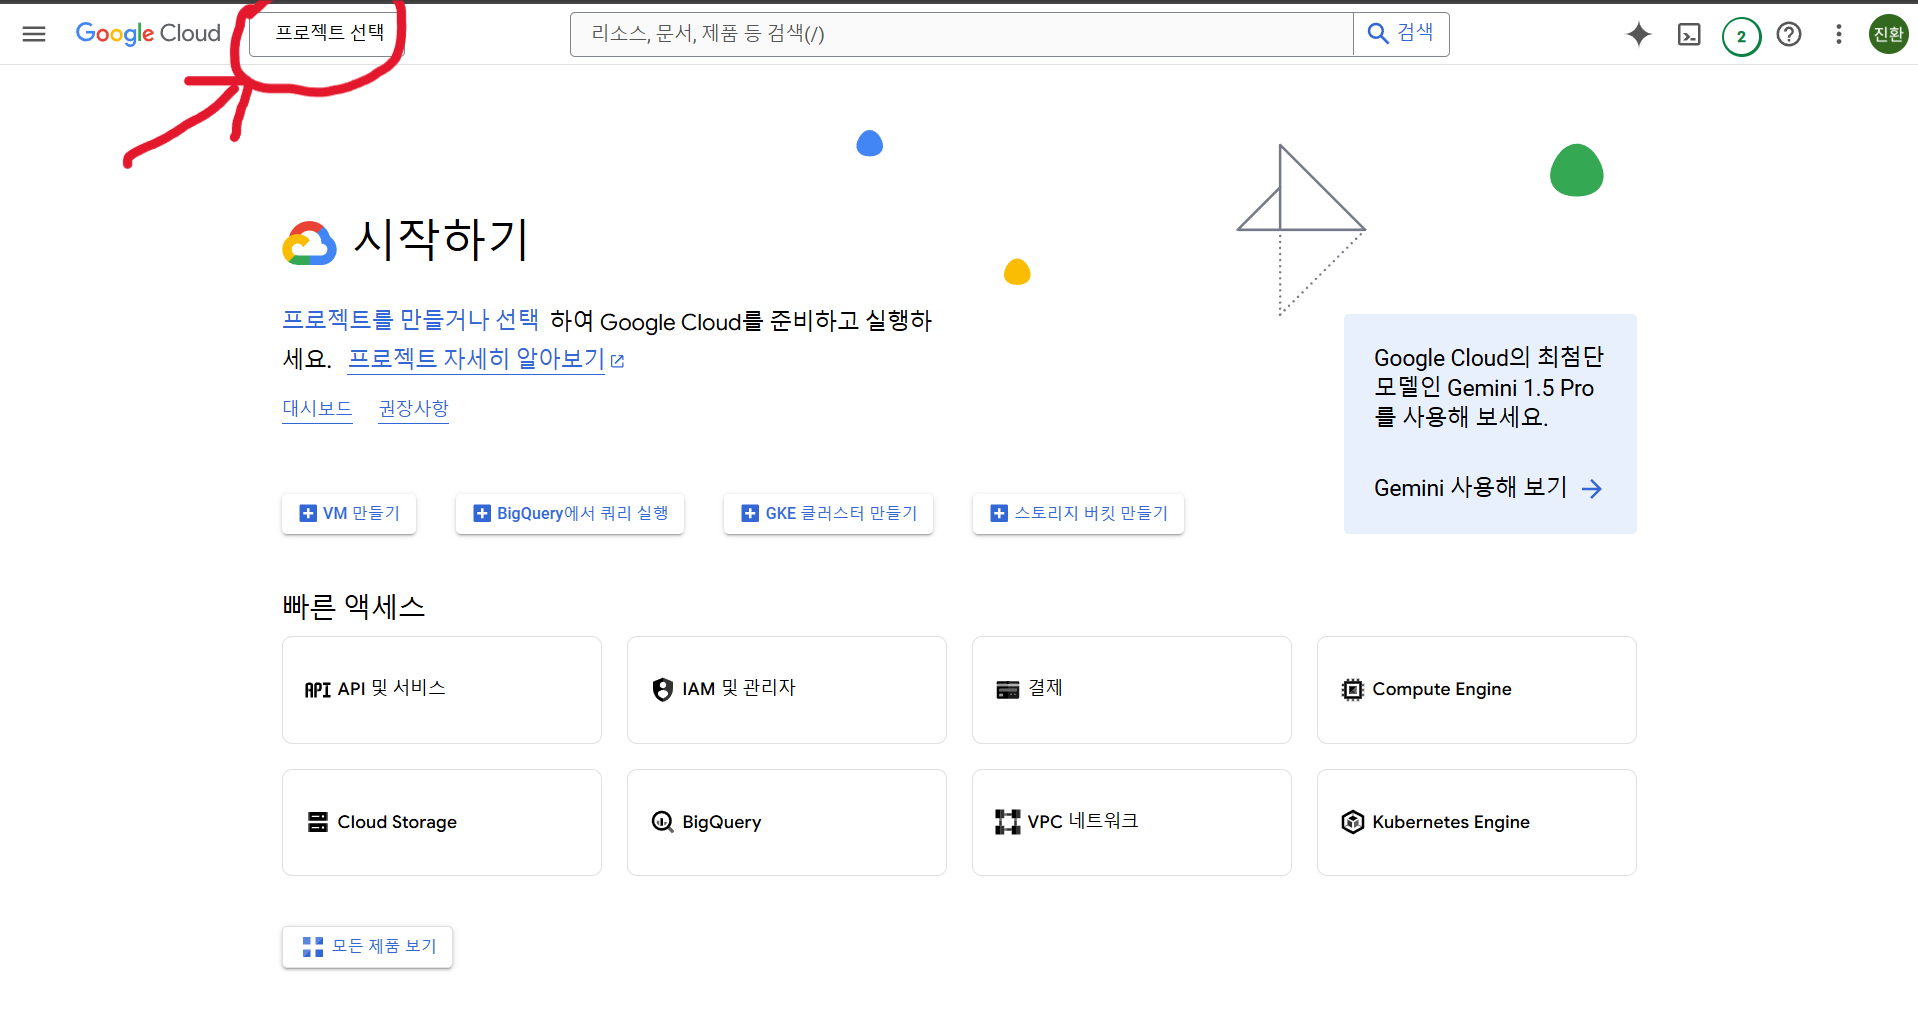 Google Cloud
프로젝트 선택
리소스, 문서, 제품 등 검색(/)
검색
2
진환
시작하기
프로젝트를 만들거나 선택 하여 Google Cloud를 준비하고 실행하
세요. 프로젝트 자세히 알아보기
대시보드 권장사항
Google Cloud의 최첨단
모델인 Gemini 1.5 Pro
를 사용해 보세요.
Gemini 사용해 보기
VM 만들기
BigQuery에서 쿼리 실행
GKE 클러스터 만들기
스토리지 버킷 만들기
빠른 액세스
API API 및 서비스
IAM 및 관리자
결제
Compute Engine
Cloud Storage
BigQuery
VPC 네트워크
Kubernetes Engine
모든 제품 보기